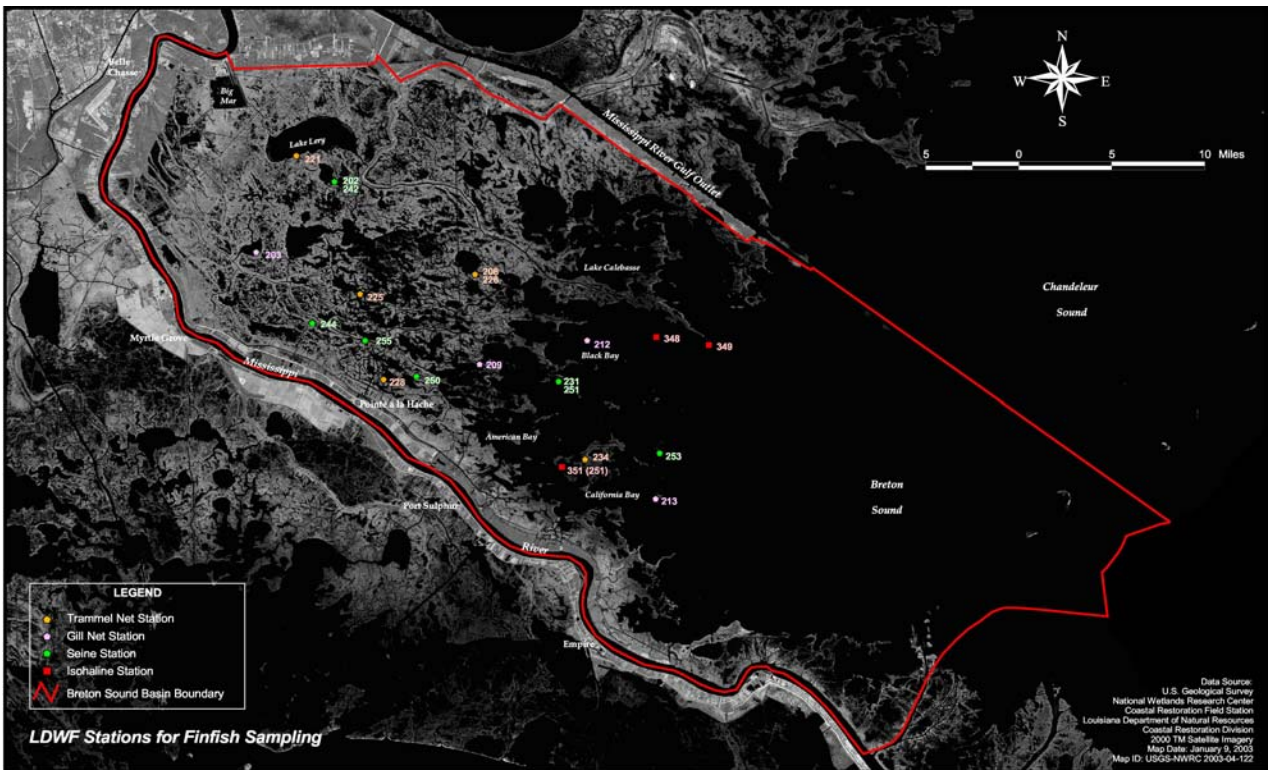 Belle
Chasse
Big
Mar
N
W E
S
5 0 5 10 Miles
Mississippi River Gulf Outlet
Lake Lery
221
202
242
203
206
226
Lake Calebasse
Chandeleur
Sound
225
244
255
Myrtle Grove
212
348
349
Black Bay
209
Mississippi
228
250
231
251
Pointe à la Hache
American Bay
234
253
351 (251)
California Bay
213
Breton
Sound
Port Sulphur
River
Empire
LEGEND
Trammel Net Station
Gill Net Station
Seine Station
Isohaline Station
Breton Sound Basin Boundary
LDWF Stations for Finfish Sampling
Data Source:
U.S. Geological Survey
National Wetlands Research Center
Coastal Restoration Field Station
Louisiana Department of Natural Resources
Coastal Restoration Division
2000 TM Satellite Imagery
Map Date: January 9, 2003
Map ID: USGS-NWRC 2003-04-122